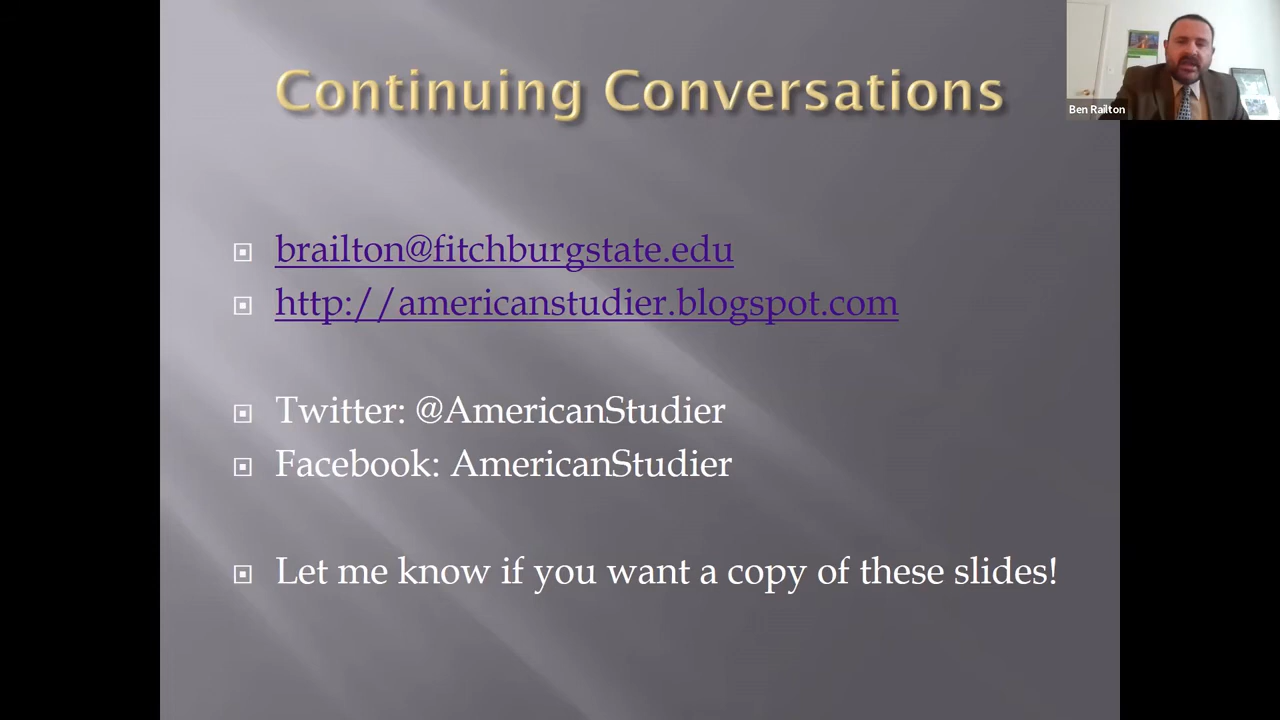 Continuing Conversations
Ben Railton
brailton@fitchburgstate.edu
http://americanstudier.blogspot.com
Twitter: @AmericanStudier
Facebook: AmericanStudier
Let me know if you want a copy of these slides!